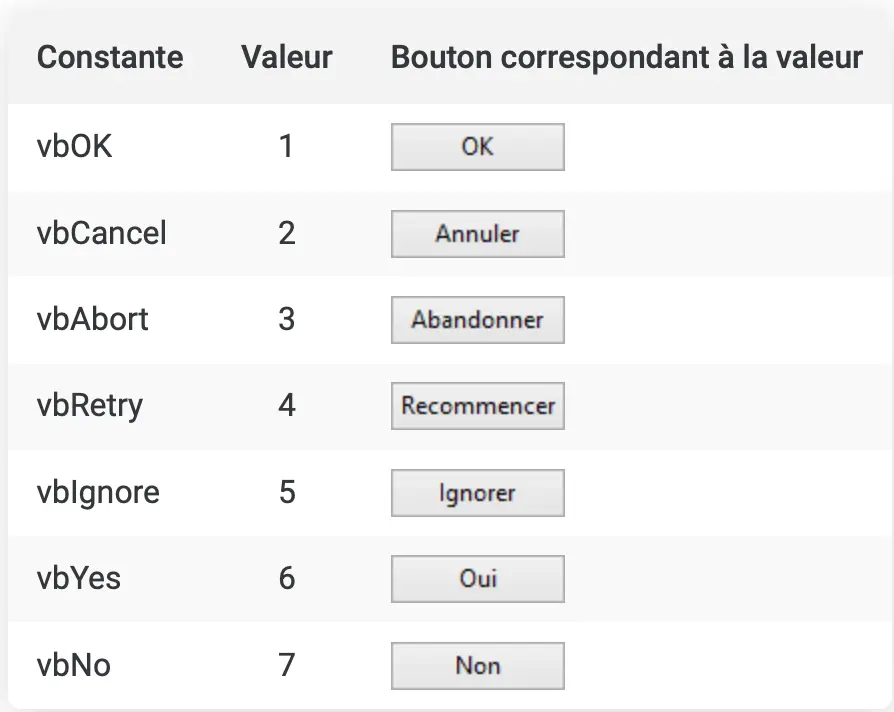 Constante Valeur Bouton correspondant à la valeur
vbOK 1 OK
vbCancel 2 Annuler
vbAbort 3 Abandonner
vbRetry 4 Recommencer
vbIgnore 5 Ignorer
vbYes 6 Oui
vbNo 7 Non